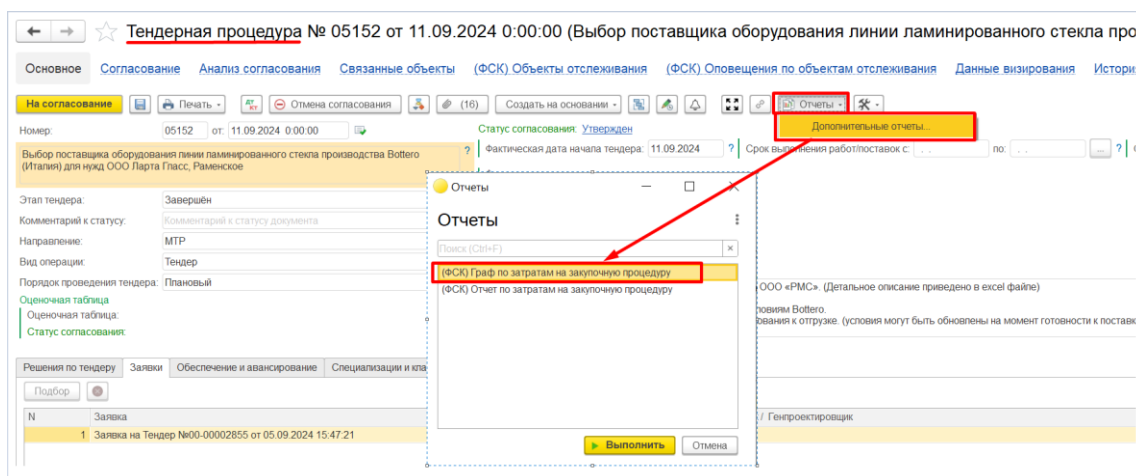 Тендерная процедура № 05152 от 11.09.2024 0:00:00 (Выбор поставщика оборудования линии ламинированного стекла про
Основное Согласование Анализ согласования Связанные объекты (ФСК) Объекты отслеживания (ФСК) Оповещения по объектам отслеживания Данные визирования Истори
На согласование Печать Отмена согласования (16) Создать на основании Отчеты
Дополнительные отчеты...
Номер: 05152 от: 11.09.2024 0:00:00 Статус согласования: Утвержден
Выбор поставщика оборудования линии ламинированного стекла производства Bottero
(Италия) для нужд ООО Ларта Гласс, Раменское
? Фактическая дата начала тендера: 11.09.2024 ? Срок выполнения работ/поставок с: . . по: . . ... ?
Этап тендера: Завершён
Комментарий к статусу: Комментарий к статусу документа
Направление: МТР
Вид операции: Тендер
Порядок проведения тендера: Плановый
Оценочная таблица
Оценочная таблица:
Статус согласования:
Отчеты
Отчеты
Поиск (Ctrl+F) ×
(ФСК) Граф по затратам на закупочную процедуру
(ФСК) Отчет по затратам на закупочную процедуру
Выполнить Отмена
ООО «РМС». (Детальное описание приведено в excel файле)
ловиям Bottero.
ования к отгрузке. (условия могут быть обновлены на момент готовности к поставк
Решения по тендеру Заявки Обеспечение и авансирование Специализации и кла
Подбор
N Заявка / Генпроектировщик
1 Заявка на Тендер №00-00002855 от 05.09.2024 15:47:21